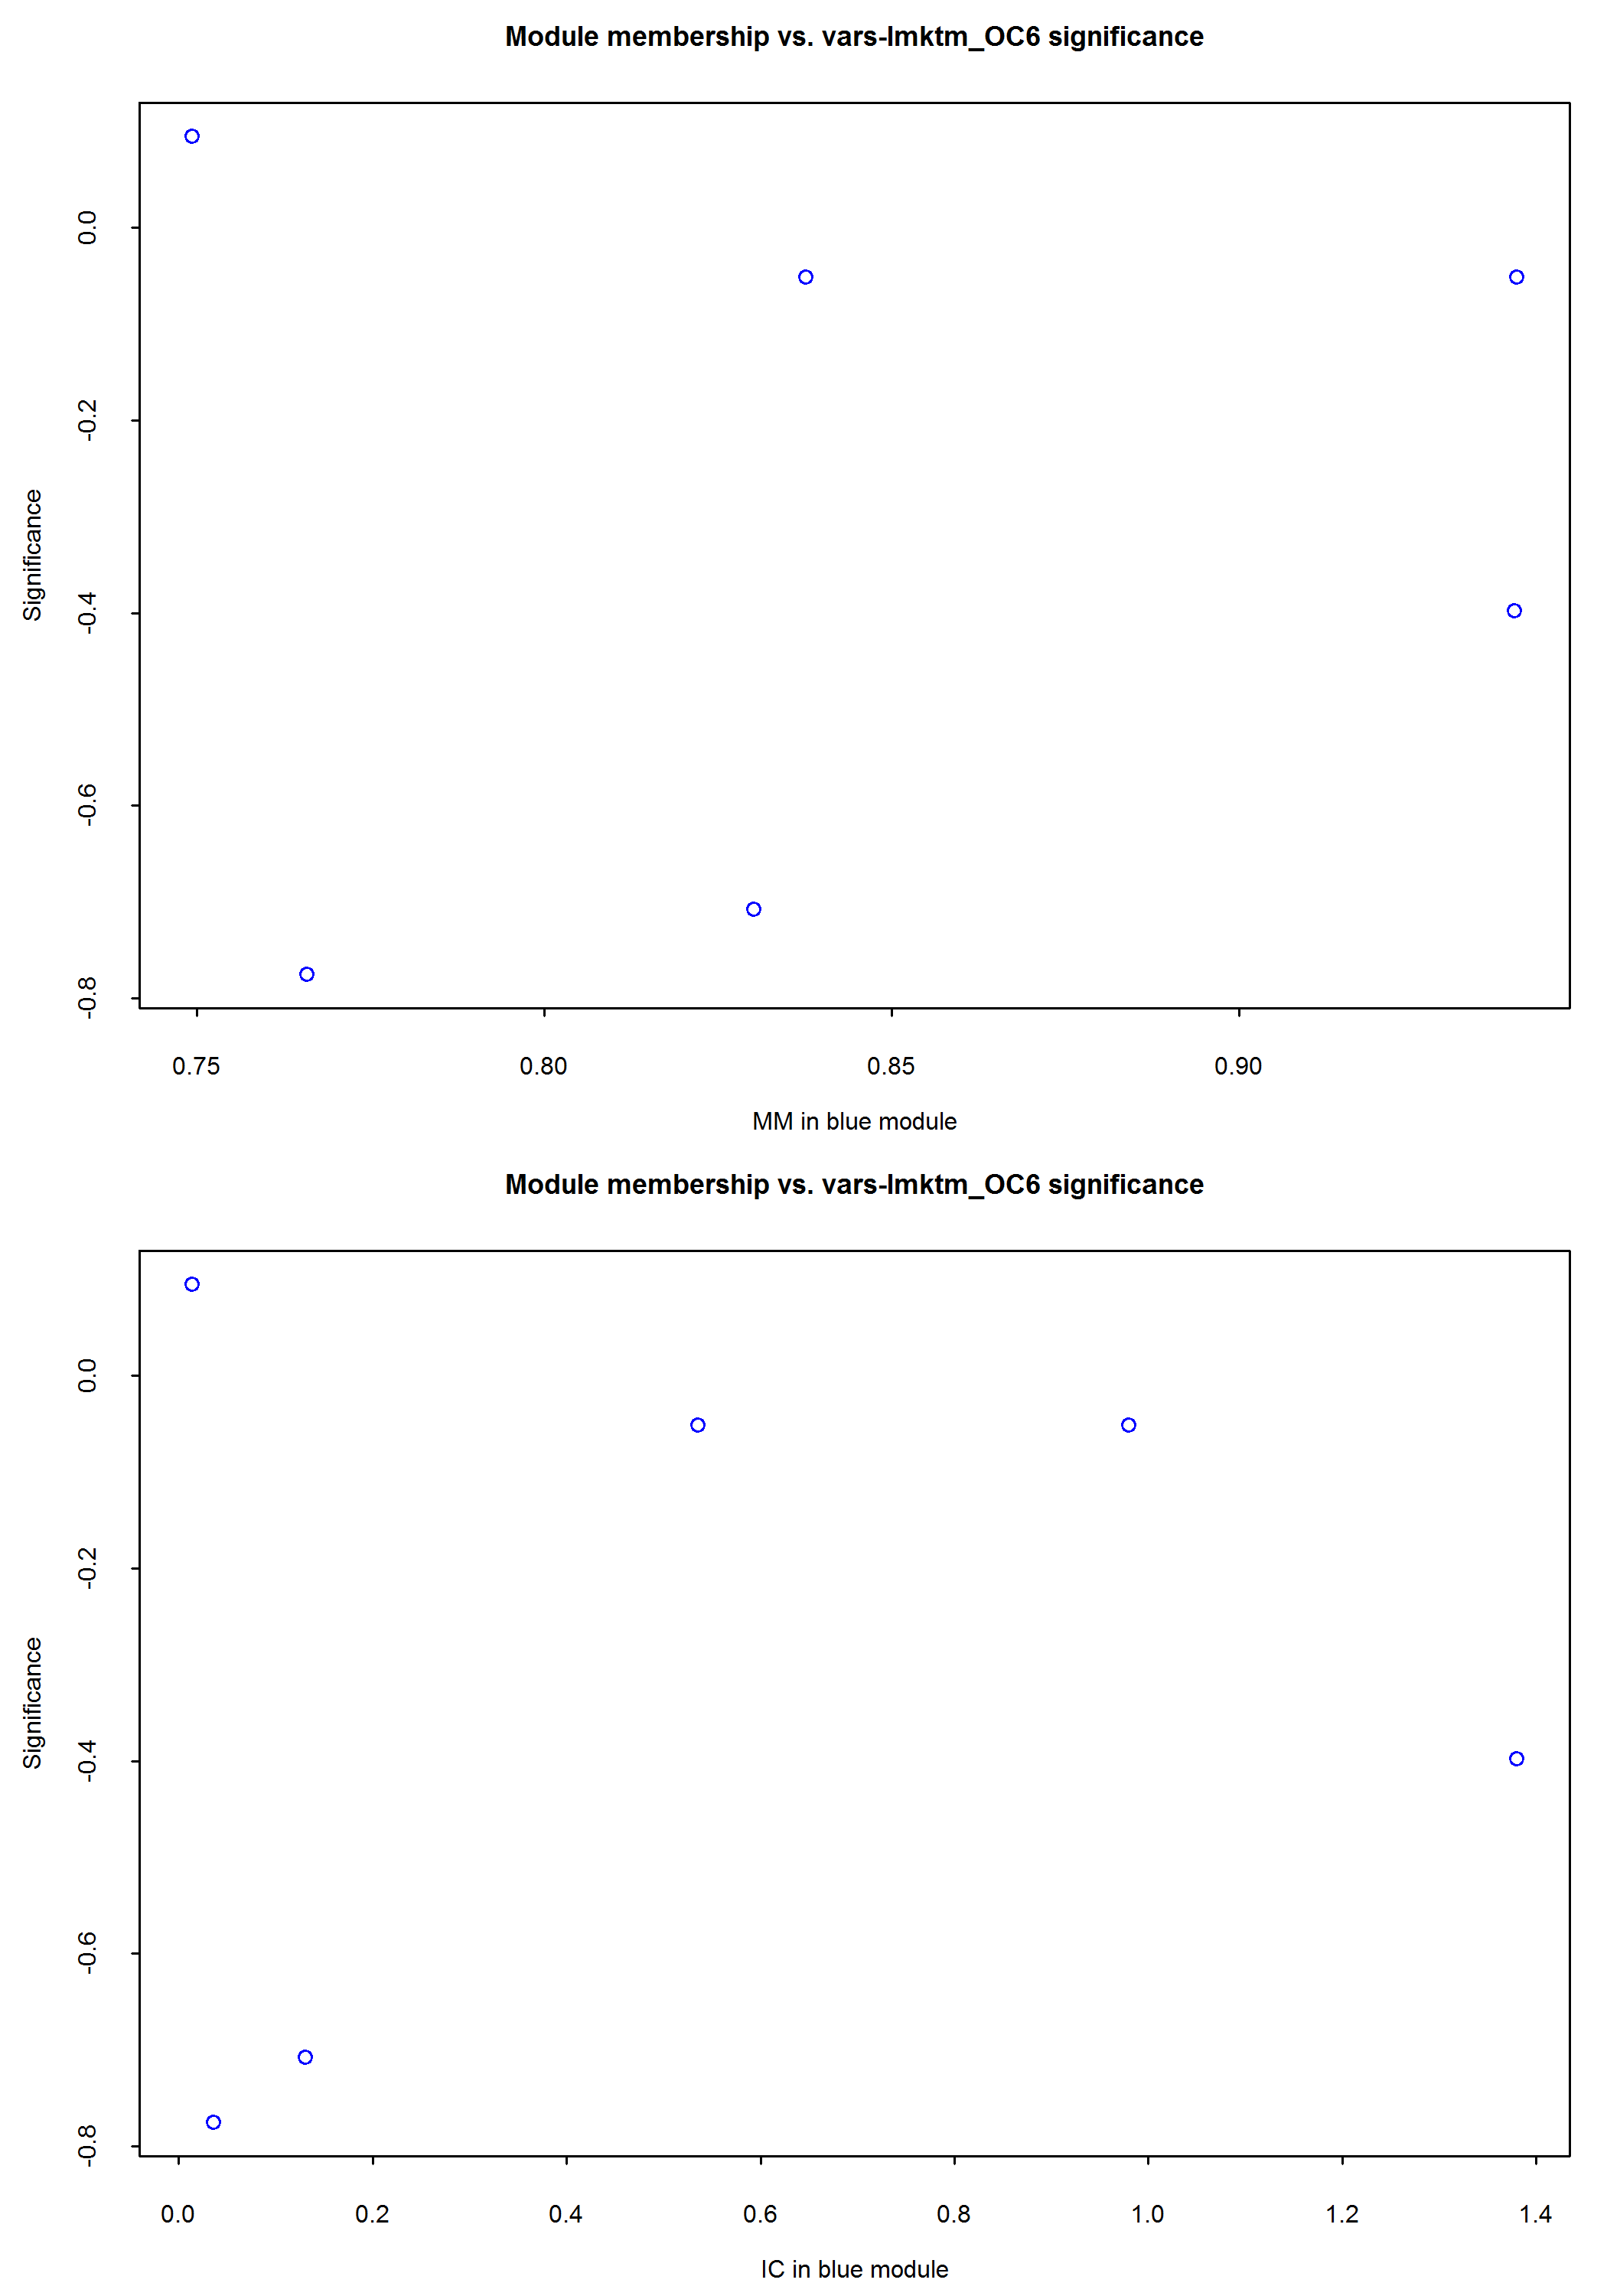 Module membership vs. vars-lmktm_OC6 significance
0.0
-0.2
-0.4
-0.6
-0.8
Significance
0.75 0.80 0.85 0.90
MM in blue module
Module membership vs. vars-lmktm_OC6 significance
0.0
-0.2
-0.4
-0.6
-0.8
Significance
0.0 0.2 0.4 0.6 0.8 1.0 1.2 1.4
IC in blue module